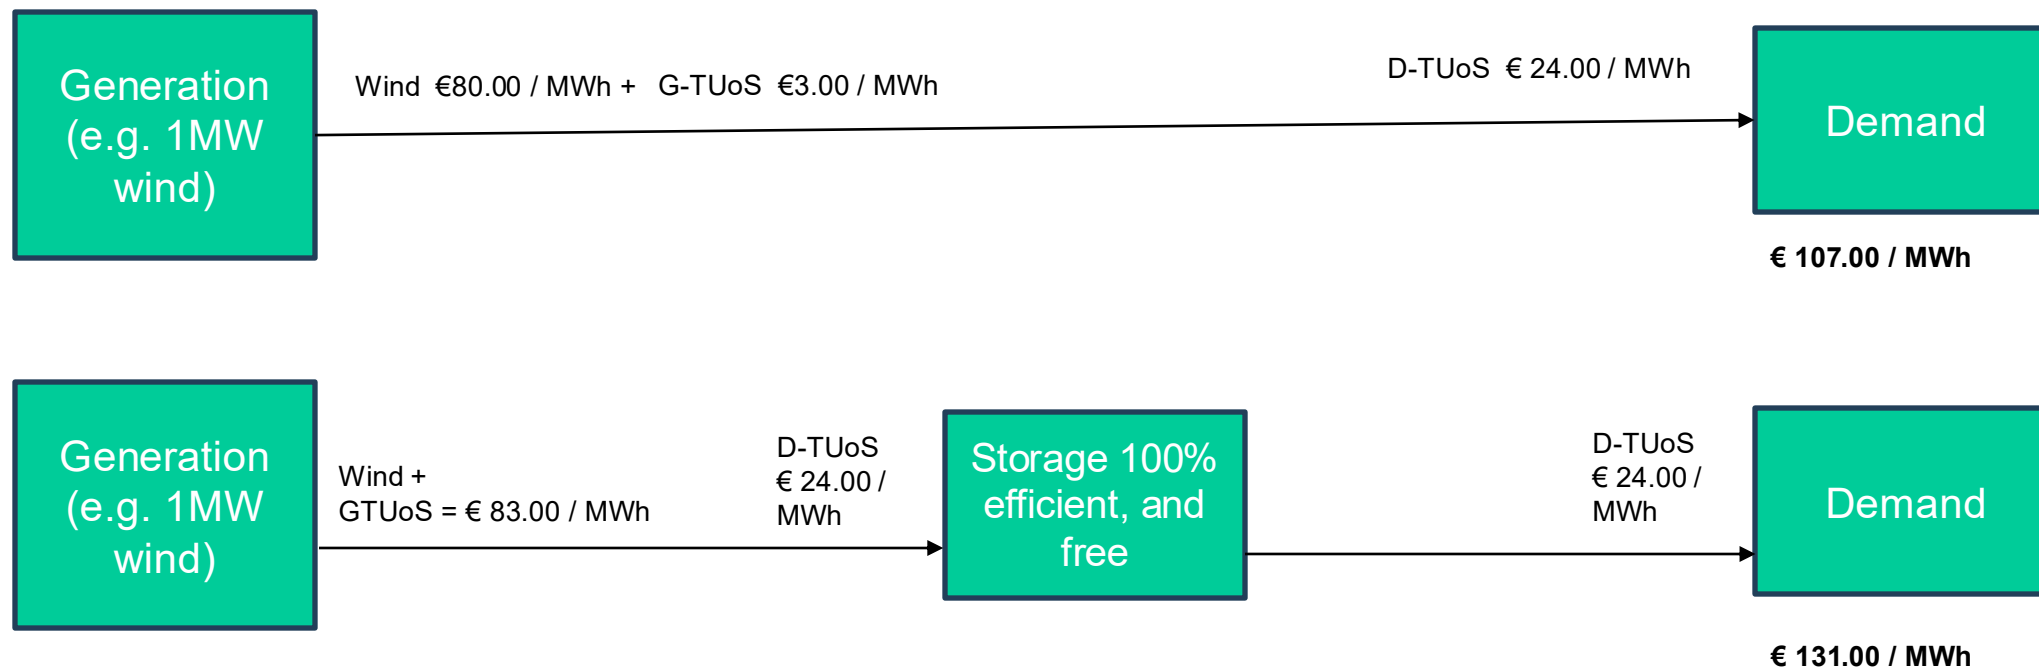 Generation
(e.g. 1MW
wind)
Wind €80.00 / MWh + G-TUoS €3.00 / MWh
D-TUoS € 24.00 / MWh
Demand
€ 107.00 / MWh
Generation
(e.g. 1MW
wind)
Wind +
GTUoS = € 83.00 / MWh
D-TUoS
€ 24.00 /
MWh
Storage 100%
efficient, and
free
D-TUoS
€ 24.00 /
MWh
Demand
€ 131.00 / MWh